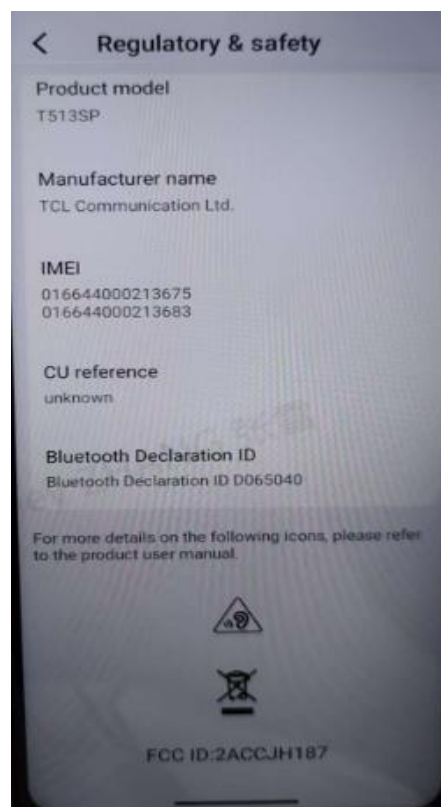 Regulatory & safety
Product model
T513SP
Manufacturer name
TCL Communication Ltd.
IMEI
016644000213675
016644000213683
CU reference
unknown
Bluetooth Declaration ID
Bluetooth Declaration ID D065040
For more details on the following icons, please refer
to the product user manual.
FCC ID:2ACCJH187